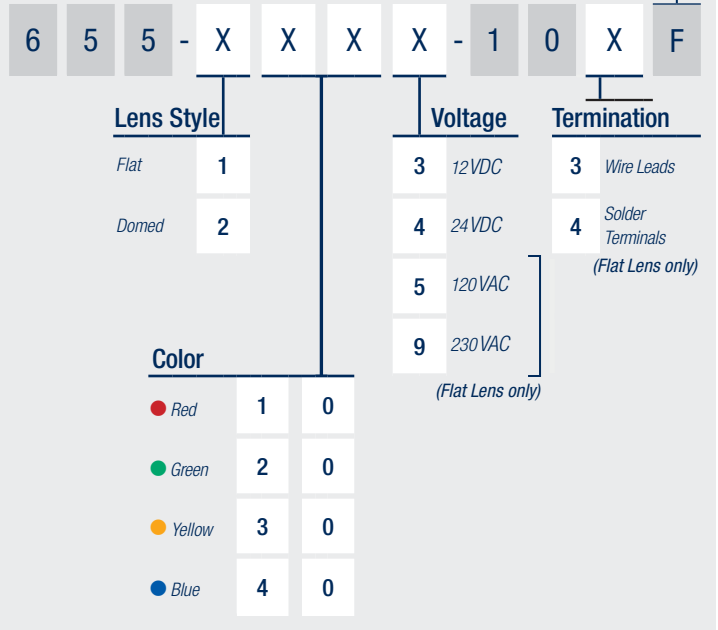 6 5 5 - X X X X - 1 0 X F
Lens Style
Voltage
Termination
Flat 1
3 12VDC
3 Wire Leads
Domed 2
4 24VDC
4 Solder
Terminals
(Flat Lens only)
5 120VAC
9 230VAC
(Flat Lens only)
Color
Red 1 0
Green 2 0
Yellow 3 0
Blue 4 0